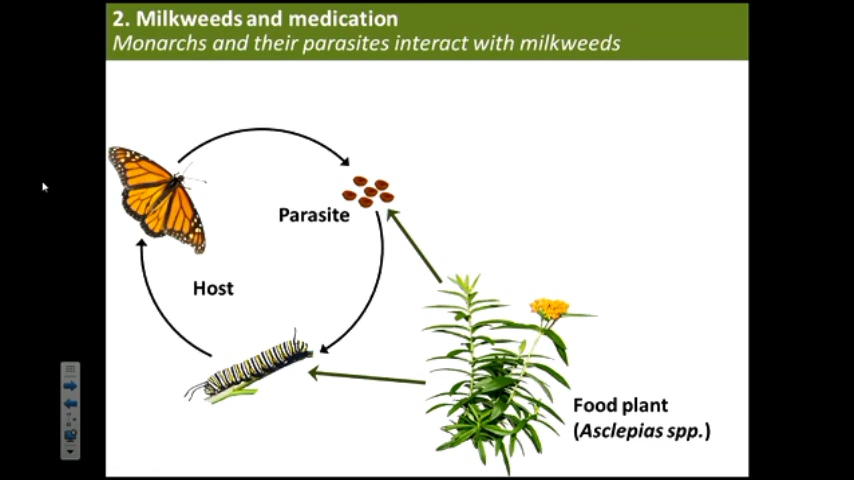 2. Milkweeds and medication
Monarchs and their parasites interact with milkweeds
Parasite
Host
Food plant
(Asclepias spp.)